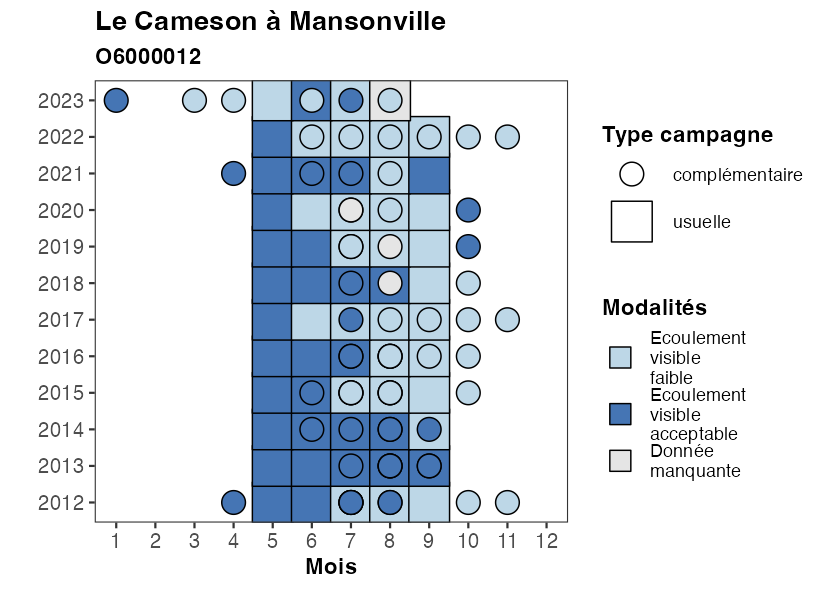 Le Cameson à Mansonville
O6000012
2023
2022
2021
2020
2019
2018
2017
2016
2015
2014
2013
2012
1 2 3 4 5 6 7 8 9 10 11 12
Mois
Type campagne
complémentaire
usuelle
Modalités
Ecoulement
visible
faible
Ecoulement
visible
acceptable
Donnée
manquante